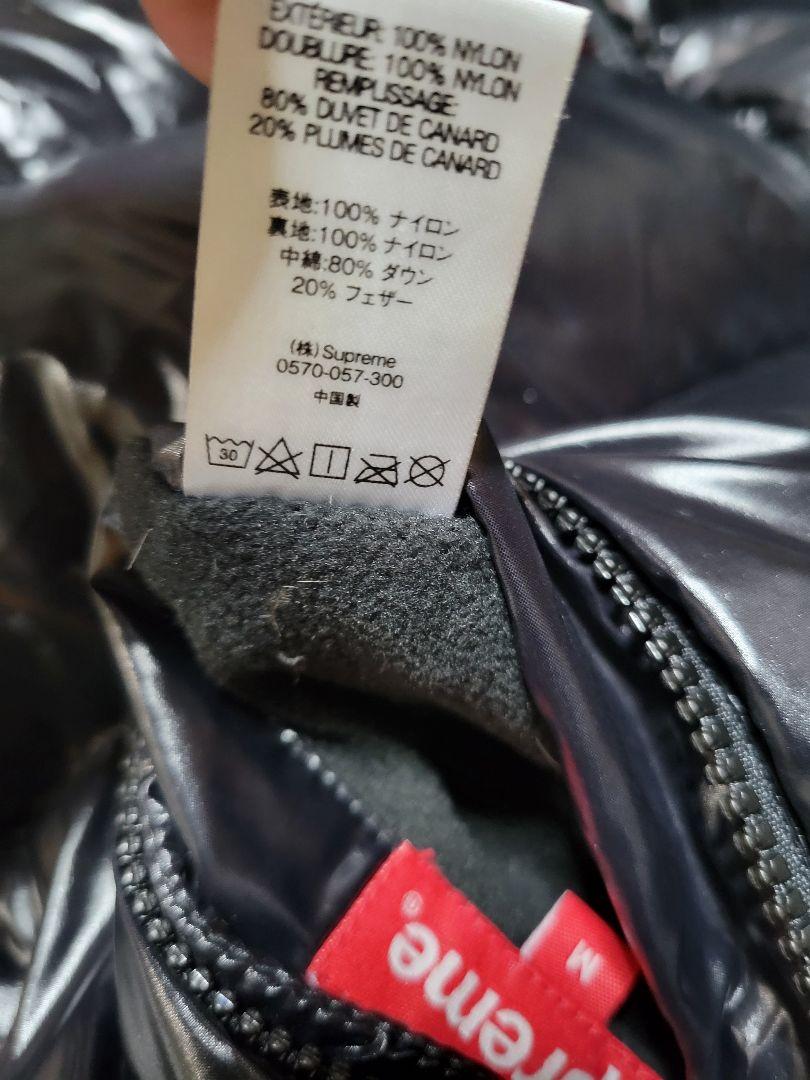 EXTÉRIEUR: 100% NYLON
DOUBLURE: 100% NYLON
REMPLISSAGE:
80% DUVET DE CANARD
20% PLUMES DE CANARD
表地:100% ナイロン
裏地:100% ナイロン
中綿:80% ダウン
20% フェザー
(株) Supreme
0570-057-300
中国製
30
preme
®
M